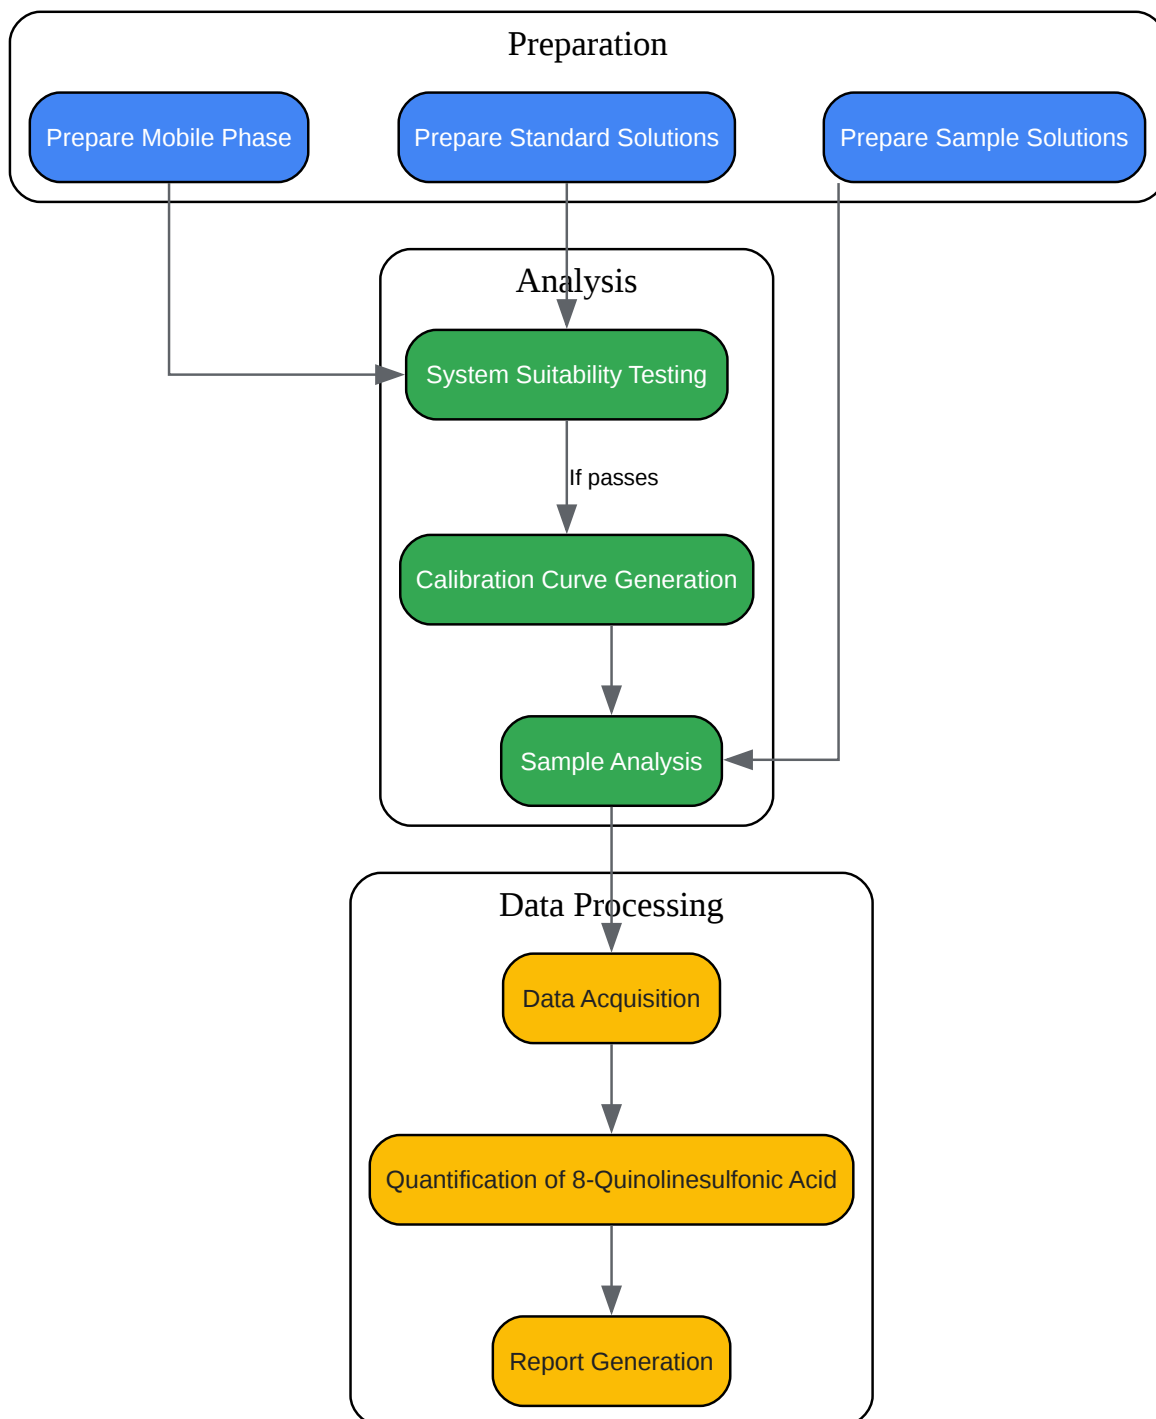 Preparation
Prepare Mobile Phase
Prepare Standard Solutions
Prepare Sample Solutions
Analysis
System Suitability Testing
If passes
Calibration Curve Generation
Sample Analysis
Data Processing
Data Acquisition
Quantification of 8-Quinolinesulfonic Acid
Report Generation